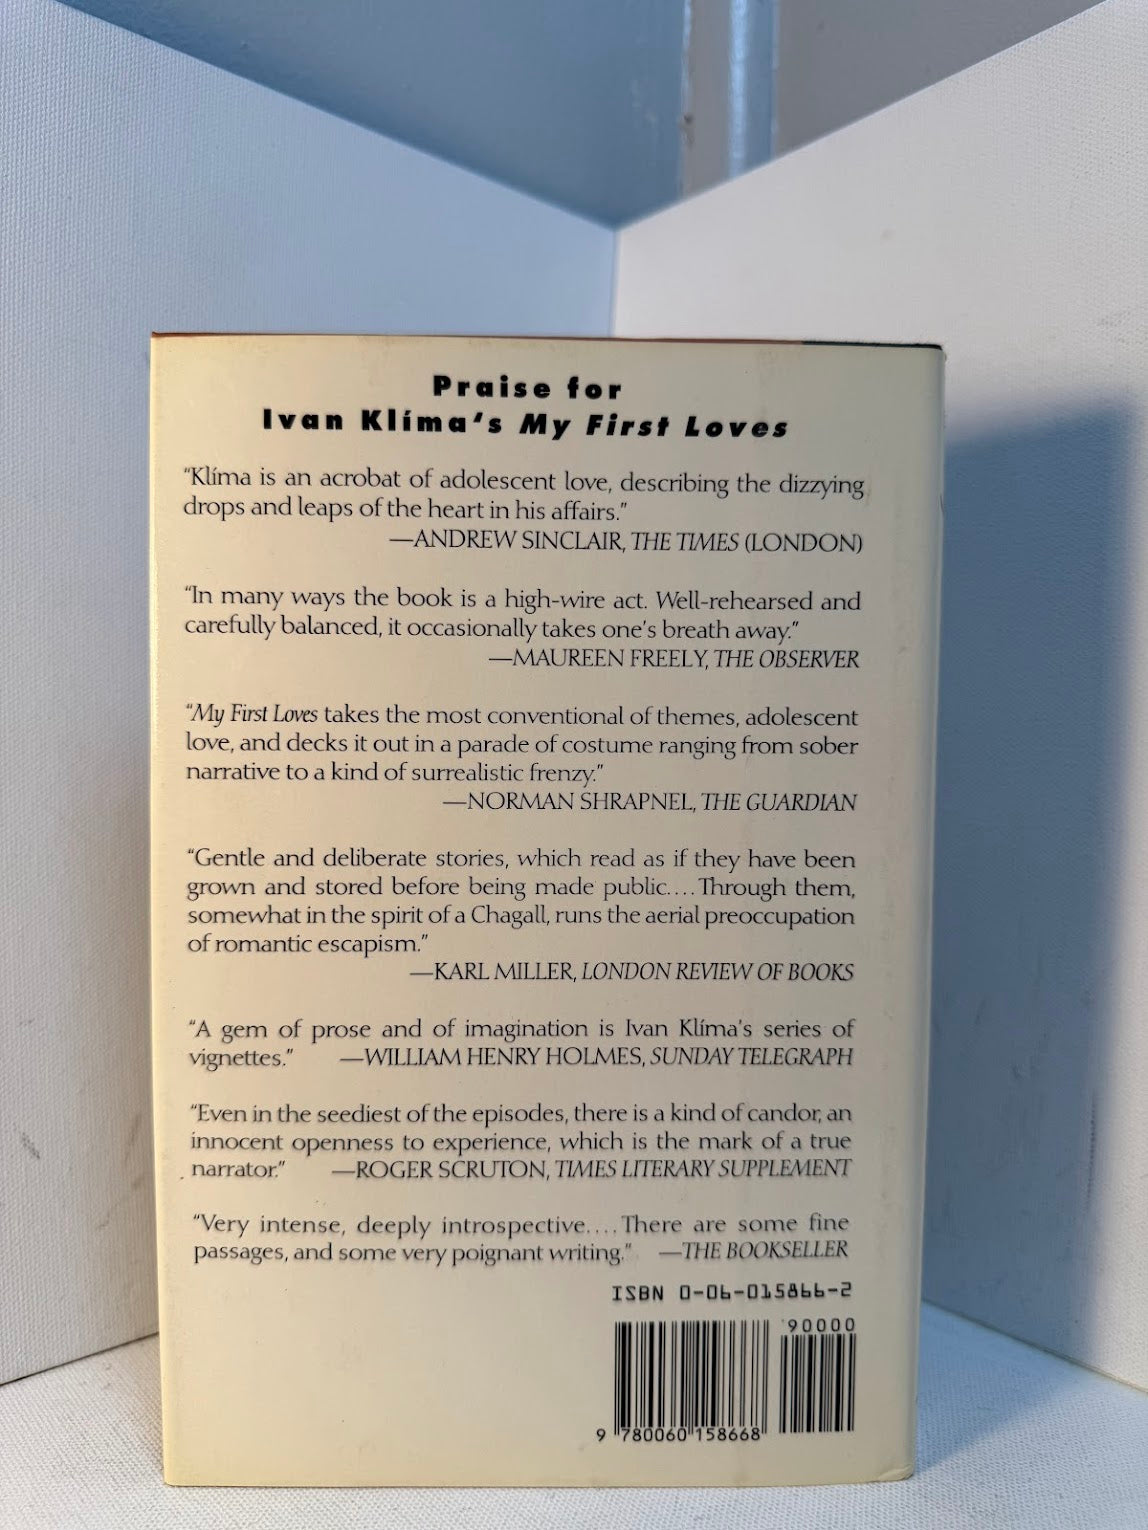 Praise for
Ivan Klíma's My First Loves
“Klíma is an acrobat of adolescent love, describing the dizzying
drops and leaps of the heart in his affairs.”
—ANDREW SINCLAIR, THE TIMES (LONDON)
“In many ways the book is a high-wire act. Well-rehearsed and
carefully balanced, it occasionally takes one's breath away.”
—MAUREEN FREELY, THE OBSERVER
“My First Loves takes the most conventional of themes, adolescent
love, and decks it out in a parade of costume ranging from sober
narrative to a kind of surrealistic frenzy.”
—NORMAN SHRAPNEL, THE GUARDIAN
“Gentle and deliberate stories, which read as if they have been
grown and stored before being made public....Through them,
somewhat in the spirit of a Chagall, runs the aerial preoccupation
of romantic escapism.”
—KARL MILLER, LONDON REVIEW OF BOOKS
“A gem of prose and of imagination is Ivan Klíma's series of
vignettes.” —WILLIAM HENRY HOLMES, SUNDAY TELEGRAPH
“Even in the seediest of the episodes, there is a kind of candor, an
innocent openness to experience, which is the mark of a true
narrator.” —ROGER SCRUTON, TIMES LITERARY SUPPLEMENT
“Very intense, deeply introspective....There are some fine
passages, and some very poignant writing.” —THE BOOKSELLER
ISBN 0-06-015866-2
90000
9 780060 158668